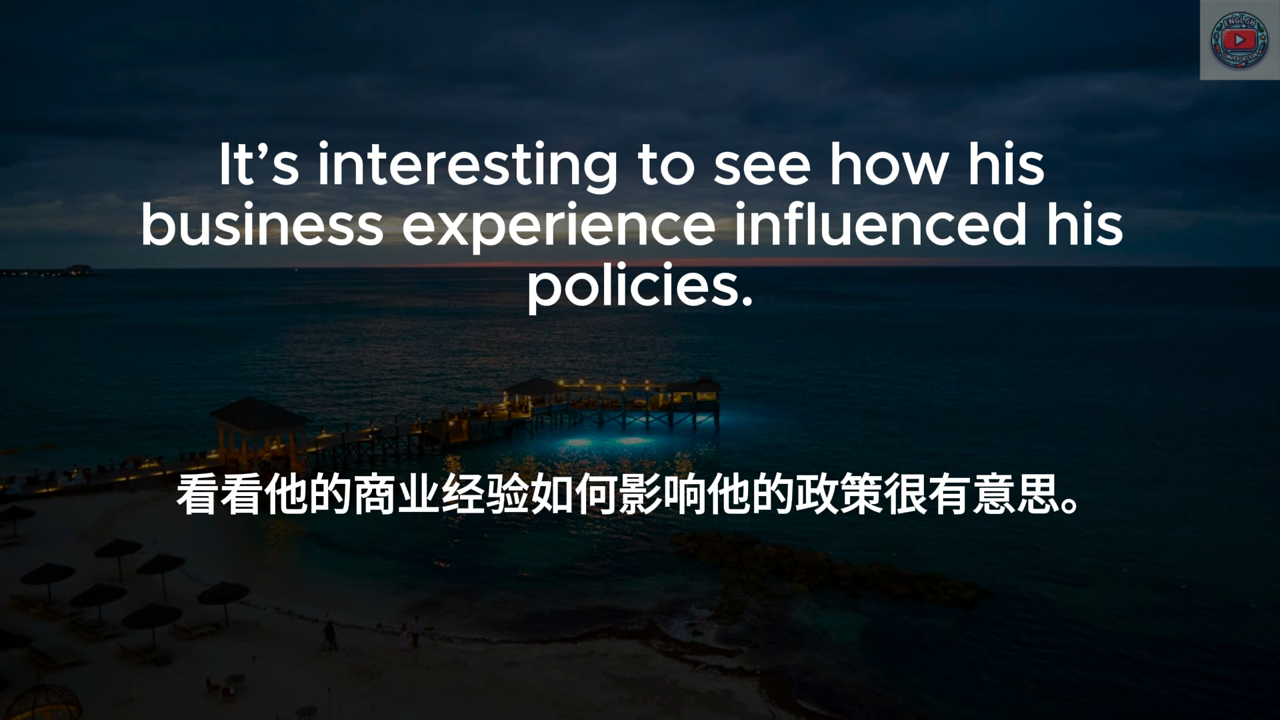 It’s interesting to see how his
business experience influenced his
policies.
看看他的商业经验如何影响他的政策很有意思。